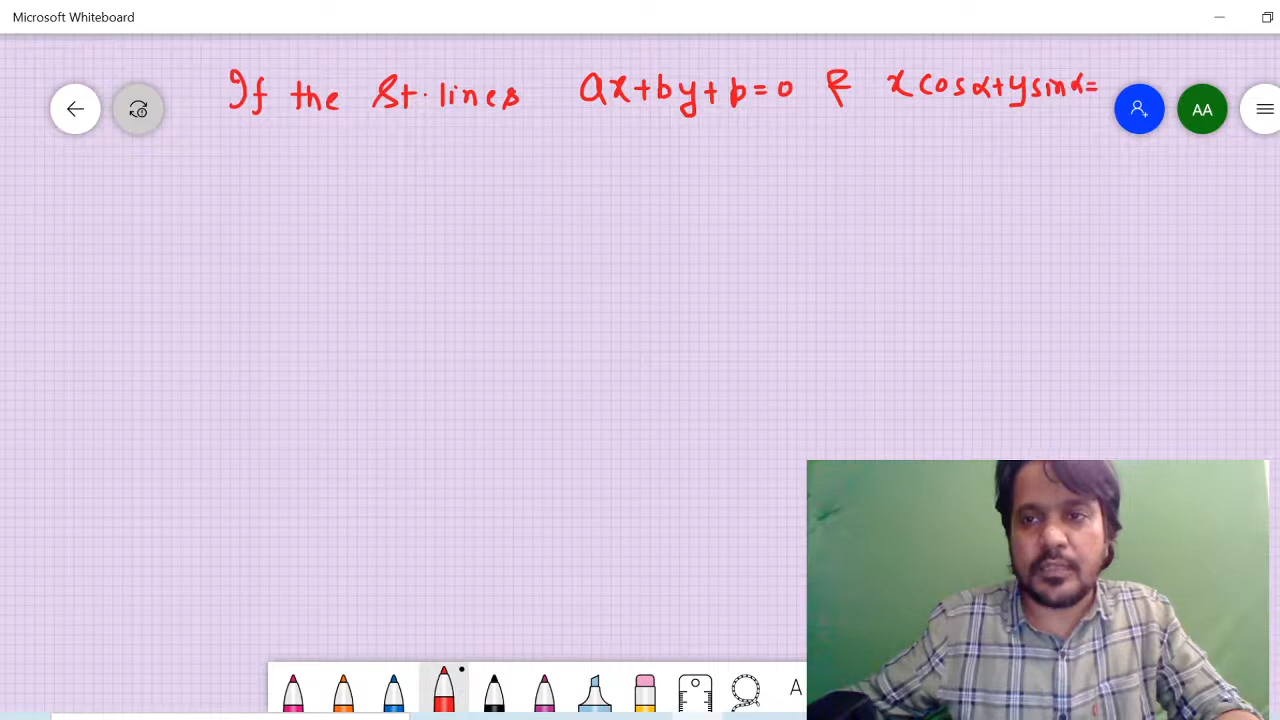 Microsoft Whiteboard
If the St. lines ax+by+p=0 & xcosα+ysinα=
AA
A